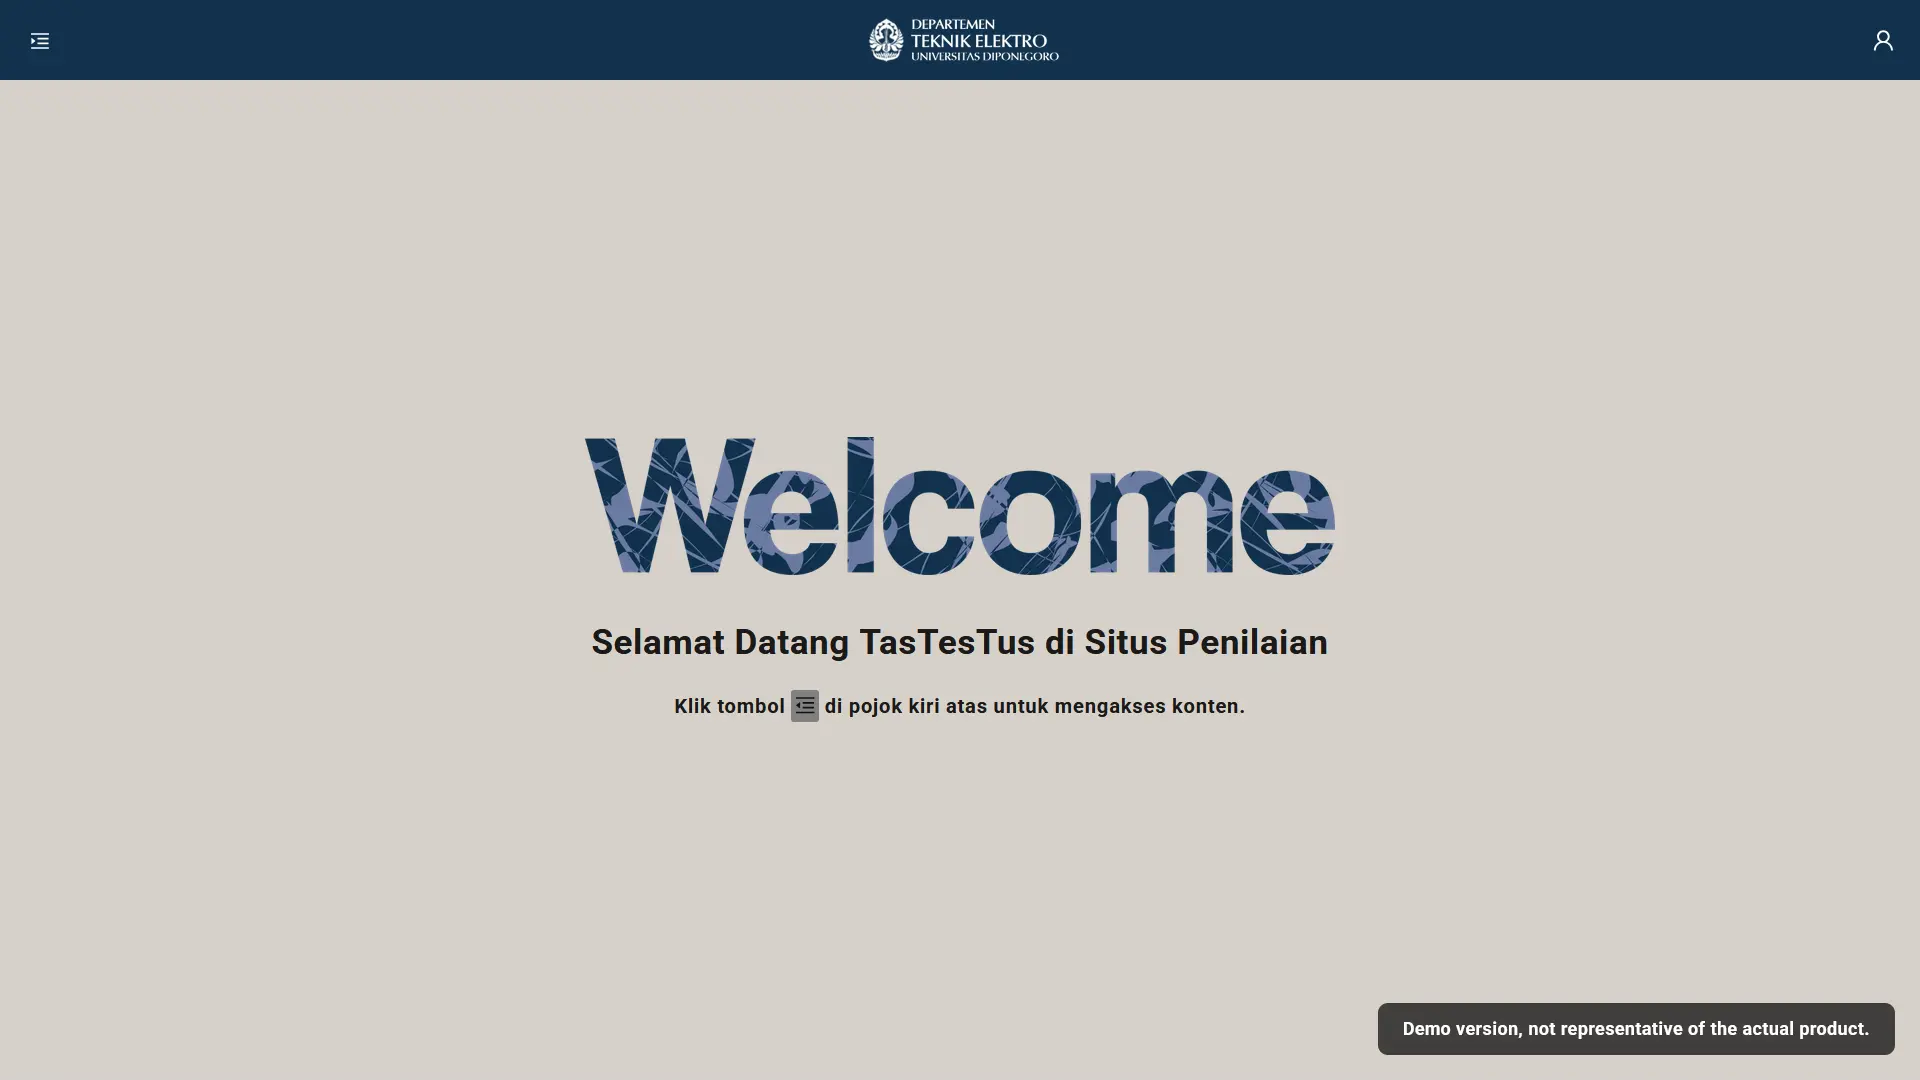 DEPARTEMEN
TEKNIK ELEKTRO
UNIVERSITAS DIPONEGORO
Welcome
Selamat Datang TasTesTus di Situs Penilaian
Klik tombol di pojok kiri atas untuk mengakses konten.
Demo version, not representative of the actual product.